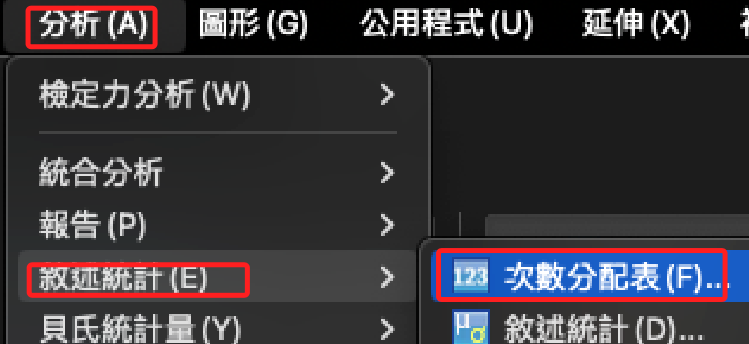 分析(A) 圖形(G) 公用程式(U) 延伸(X)
檢定力分析(W)
統合分析
報告(P)
敘述統計(E)
123 次數分配表(F)...
貝氏統計量(Y)
μσ 敘述統計(D)...